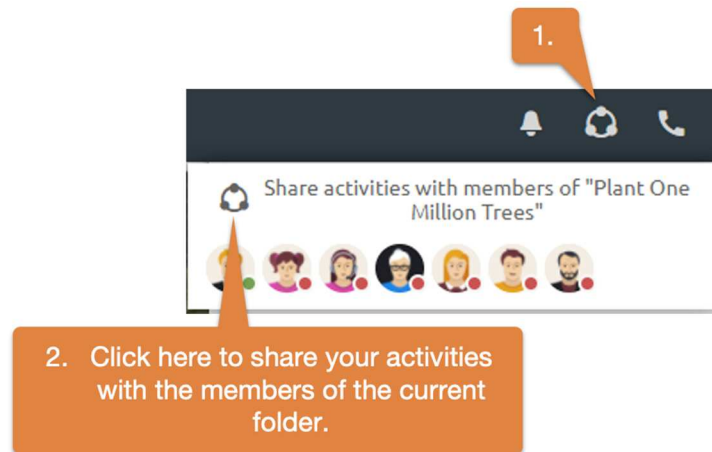 1.
Share activities with members of "Plant One
Million Trees"
2. Click here to share your activities
with the members of the current
folder.